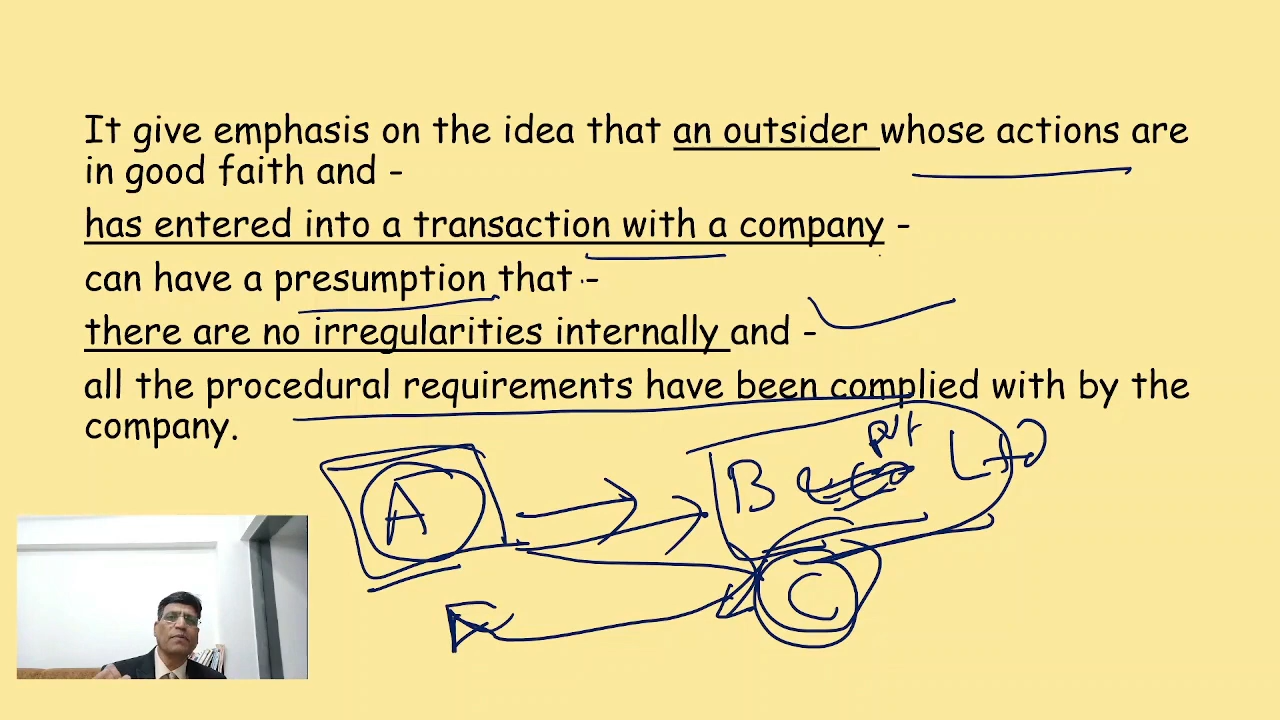 It give emphasis on the idea that an outsider whose actions are
in good faith and -
has entered into a transaction with a company -
can have a presumption that -
there are no irregularities internally and -
all the procedural requirements have been complied with by the
company.
A
B Pvt Ltd
C